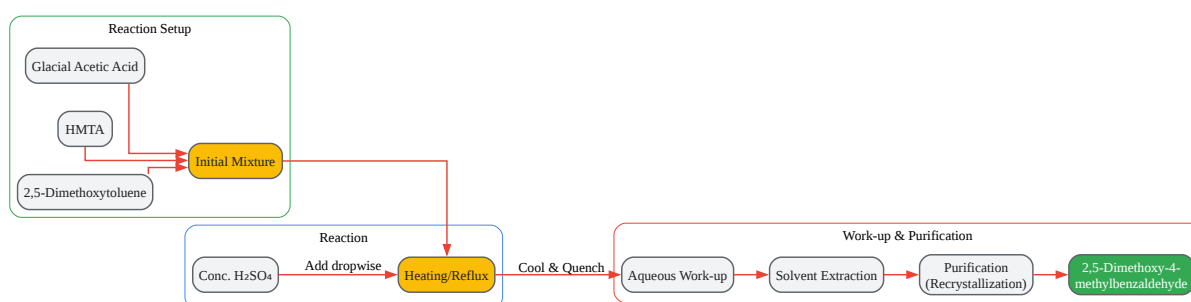 Reaction Setup
Glacial Acetic Acid
HMTA
2,5-Dimethoxytoluene
Initial Mixture
Reaction
Conc. H₂SO₄
Add dropwise
Heating/Reflux
Cool & Quench
Work-up & Purification
Aqueous Work-up
Solvent Extraction
Purification
(Recrystallization)
2,5-Dimethoxy-4-
methylbenzaldehyde